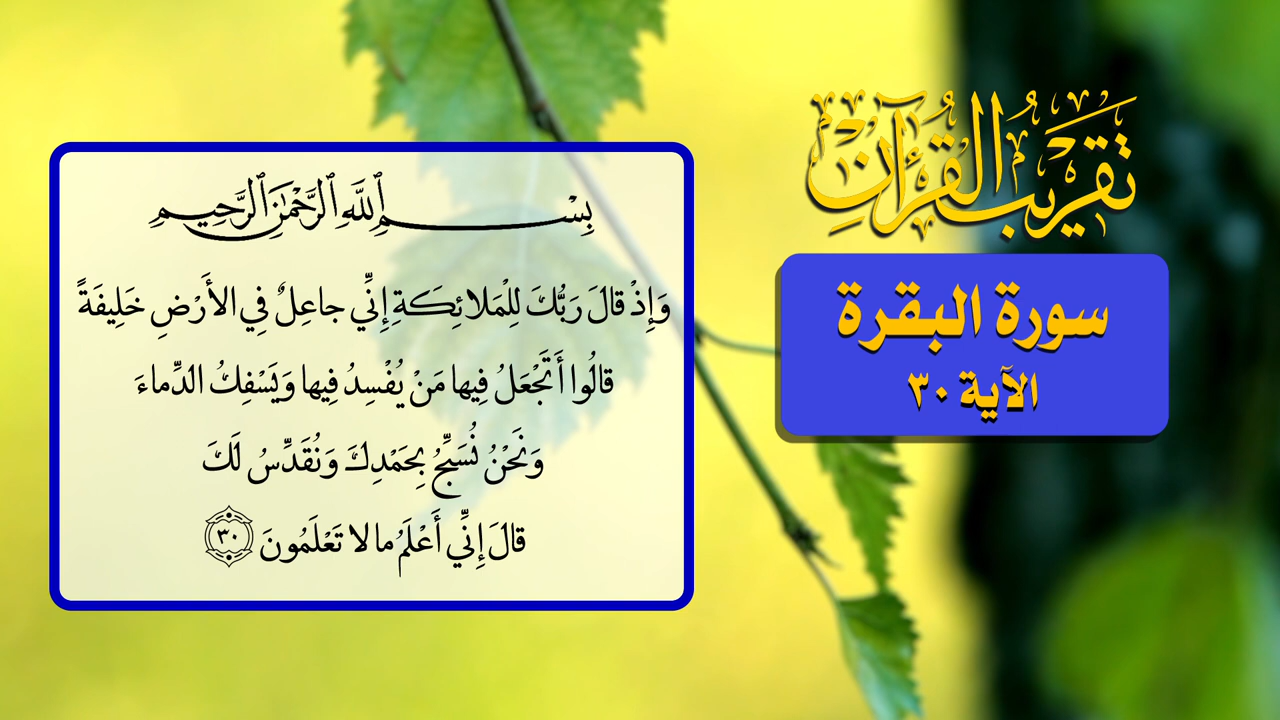 تقريب القرآن
سورة البقرة
الآية ٣٠
بِسْمِ اللَّهِ الرَّحْمَٰنِ الرَّحِيمِ
وَإِذْ قالَ رَبُّكَ لِلْمَلائِكَةِ إِنِّي جاعِلٌ فِي الأَرْضِ خَلِيفَةً
قالُوا أَتَجْعَلُ فِيها مَنْ يُفْسِدُ فِيها وَيَسْفِكُ الدِّماءَ
وَنَحْنُ نُسَبِّحُ بِحَمْدِكَ وَنُقَدِّسُ لَكَ
قالَ إِنِّي أَعْلَمُ ما لا تَعْلَمُونَ ٣٠